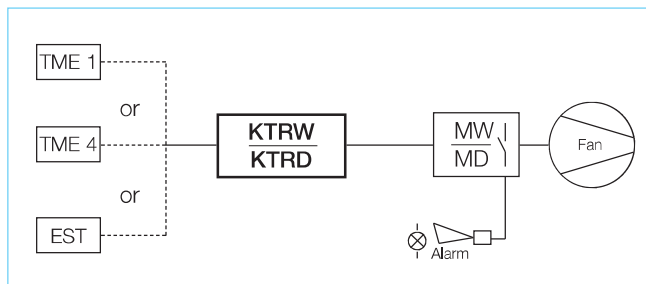 TME 1
or
TME 4
or
EST
KTRW
KTRD
MW
MD
Fan
Alarm